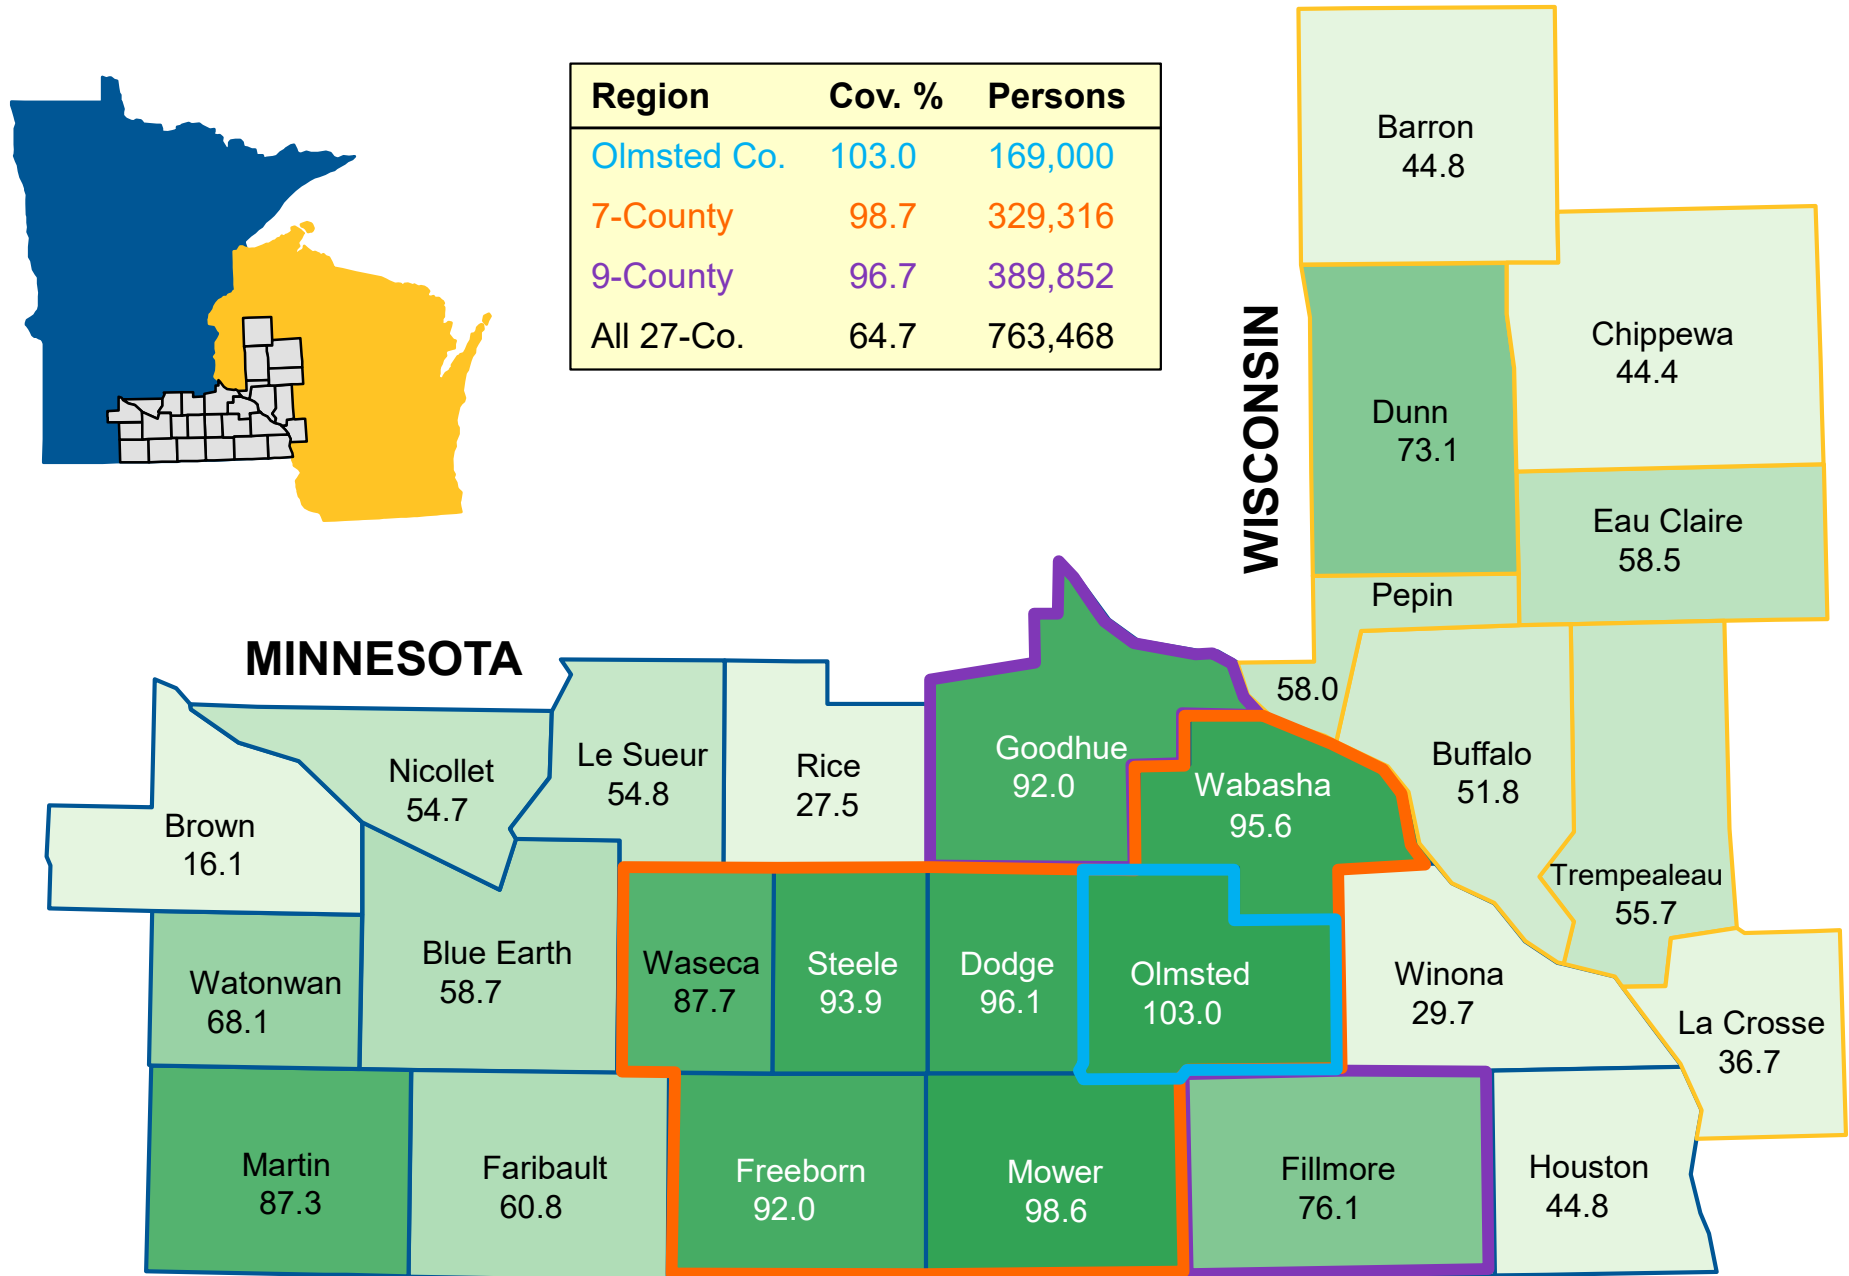 Region Cov. % Persons
Olmsted Co. 103.0 169,000
7-County 98.7 329,316
9-County 96.7 389,852
All 27-Co. 64.7 763,468
WISCONSIN
Barron
44.8
Chippewa
44.4
Dunn
73.1
Eau Claire
58.5
Pepin
58.0
Buffalo
51.8
Trempealeau
55.7
La Crosse
36.7
MINNESOTA
Brown
16.1
Nicollet
54.7
Le Sueur
54.8
Rice
27.5
Goodhue
92.0
Wabasha
95.6
Watonwan
68.1
Blue Earth
58.7
Waseca
87.7
Steele
93.9
Dodge
96.1
Olmsted
103.0
Winona
29.7
Martin
87.3
Faribault
60.8
Freeborn
92.0
Mower
98.6
Fillmore
76.1
Houston
44.8